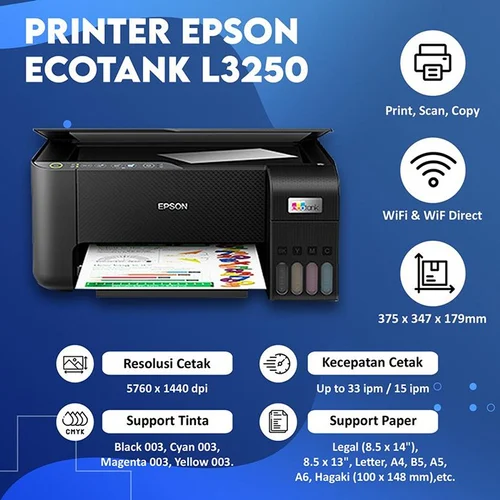 PRINTER EPSON
ECOTANK L3250
Print, Scan, Copy
WiFi & WiF Direct
375 x 347 x 179mm
EPSON
ecotank
BK Y M C
Resolusi Cetak
5760 x 1440 dpi
Kecepatan Cetak
Up to 33 ipm / 15 ipm
CMYK
Support Tinta
Black 003, Cyan 003,
Magenta 003, Yellow 003.
Support Paper
Legal (8.5 x 14"),
8.5 x 13", Letter, A4, B5, A5,
A6, Hagaki (100 x 148 mm),etc.